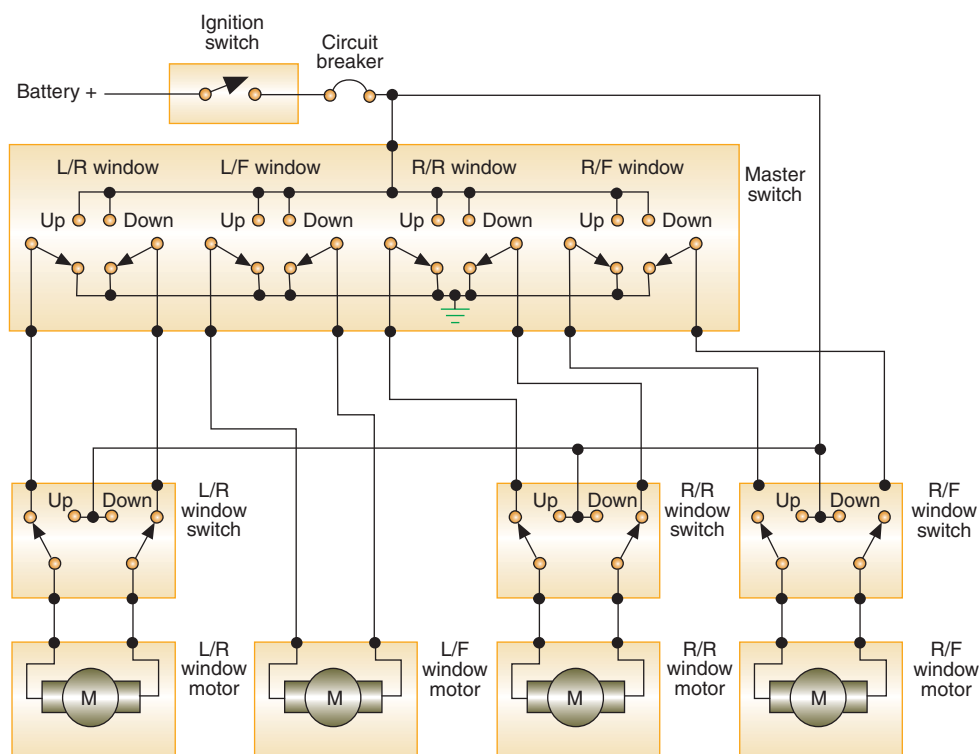 Ignition
switch
Circuit
breaker
Battery +
L/R window
L/F window
R/R window
R/F window
Master
switch
Up
Down
Up
Down
Up
Down
Up
Down
Up
Down
L/R
window
switch
Up
Down
R/R
window
switch
Up
Down
R/F
window
switch
M
L/R
window
motor
M
L/F
window
motor
M
R/R
window
motor
M
R/F
window
motor